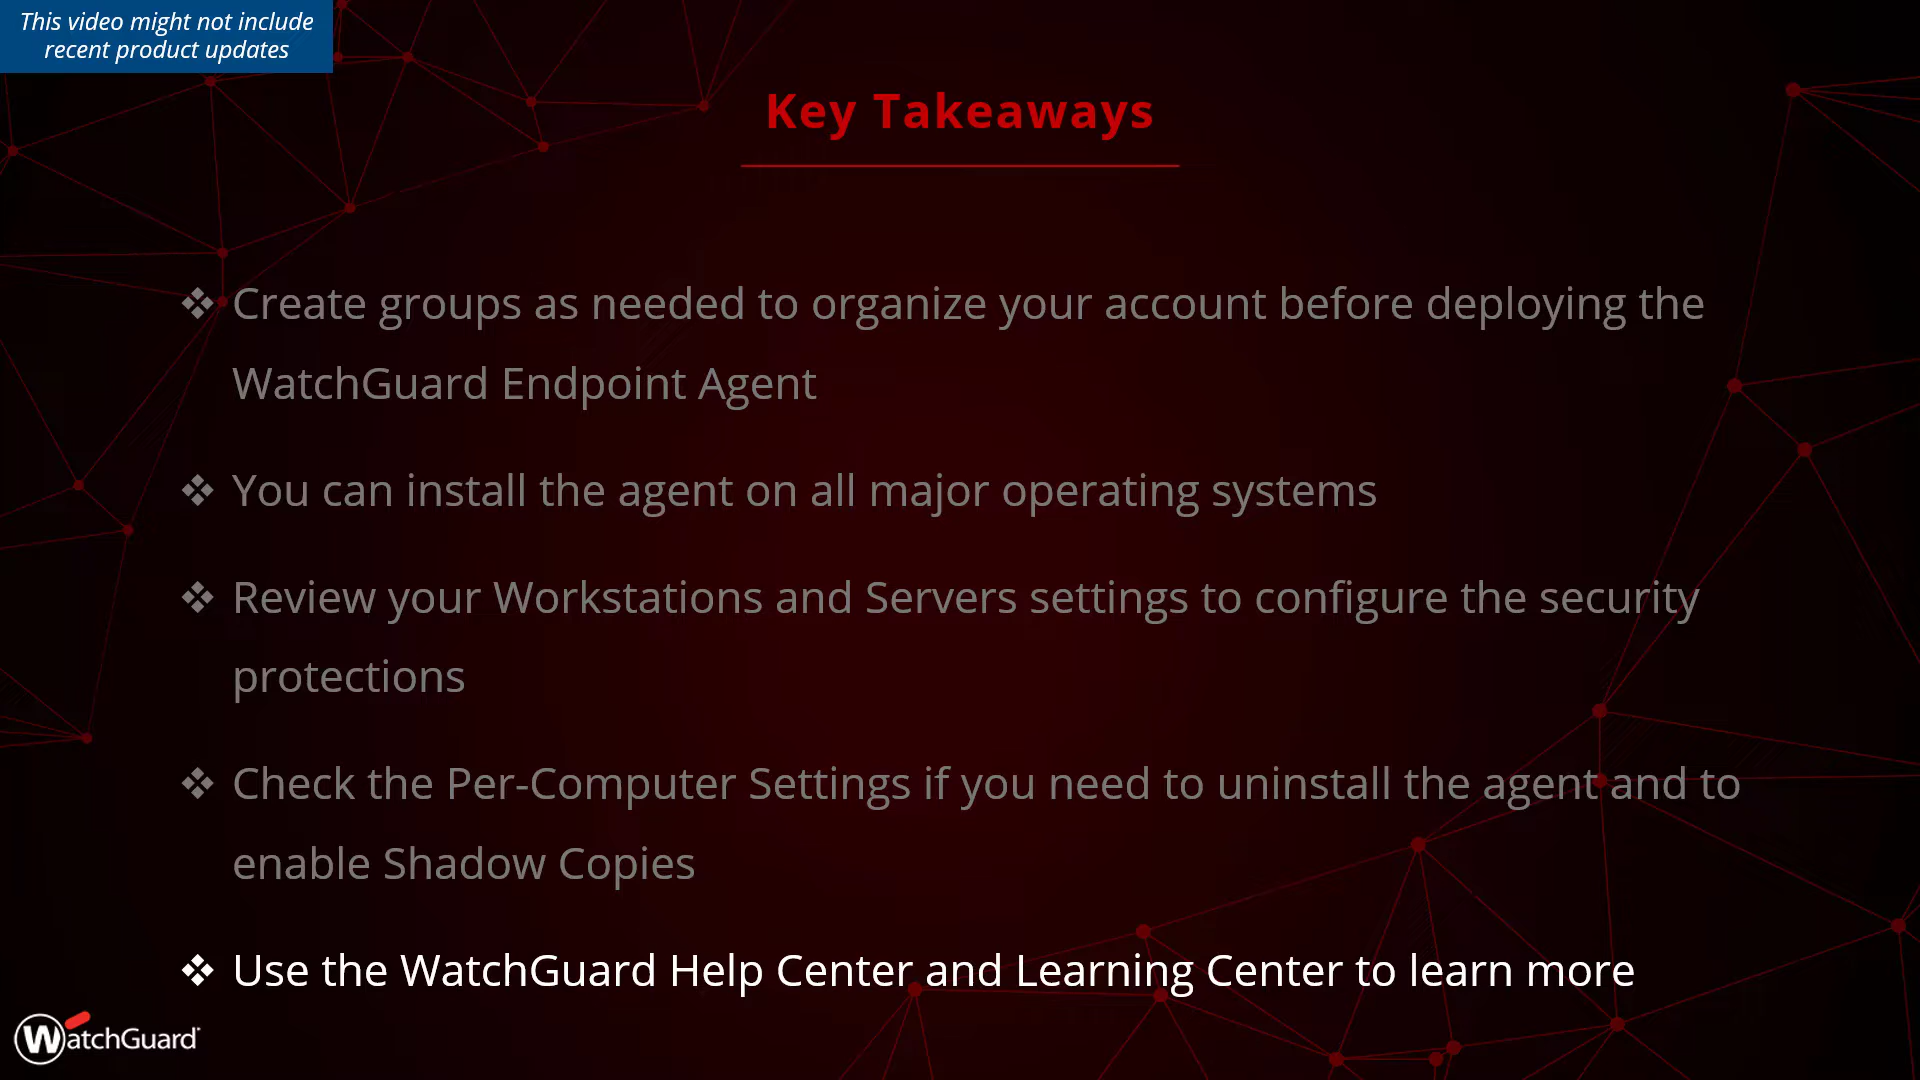 This video might not include
recent product updates
Key Takeaways
❖ Create groups as needed to organize your account before deploying the
WatchGuard Endpoint Agent
❖ You can install the agent on all major operating systems
❖ Review your Workstations and Servers settings to configure the security
protections
❖ Check the Per-Computer Settings if you need to uninstall the agent and to
enable Shadow Copies
❖ Use the WatchGuard Help Center and Learning Center to learn more
WatchGuard